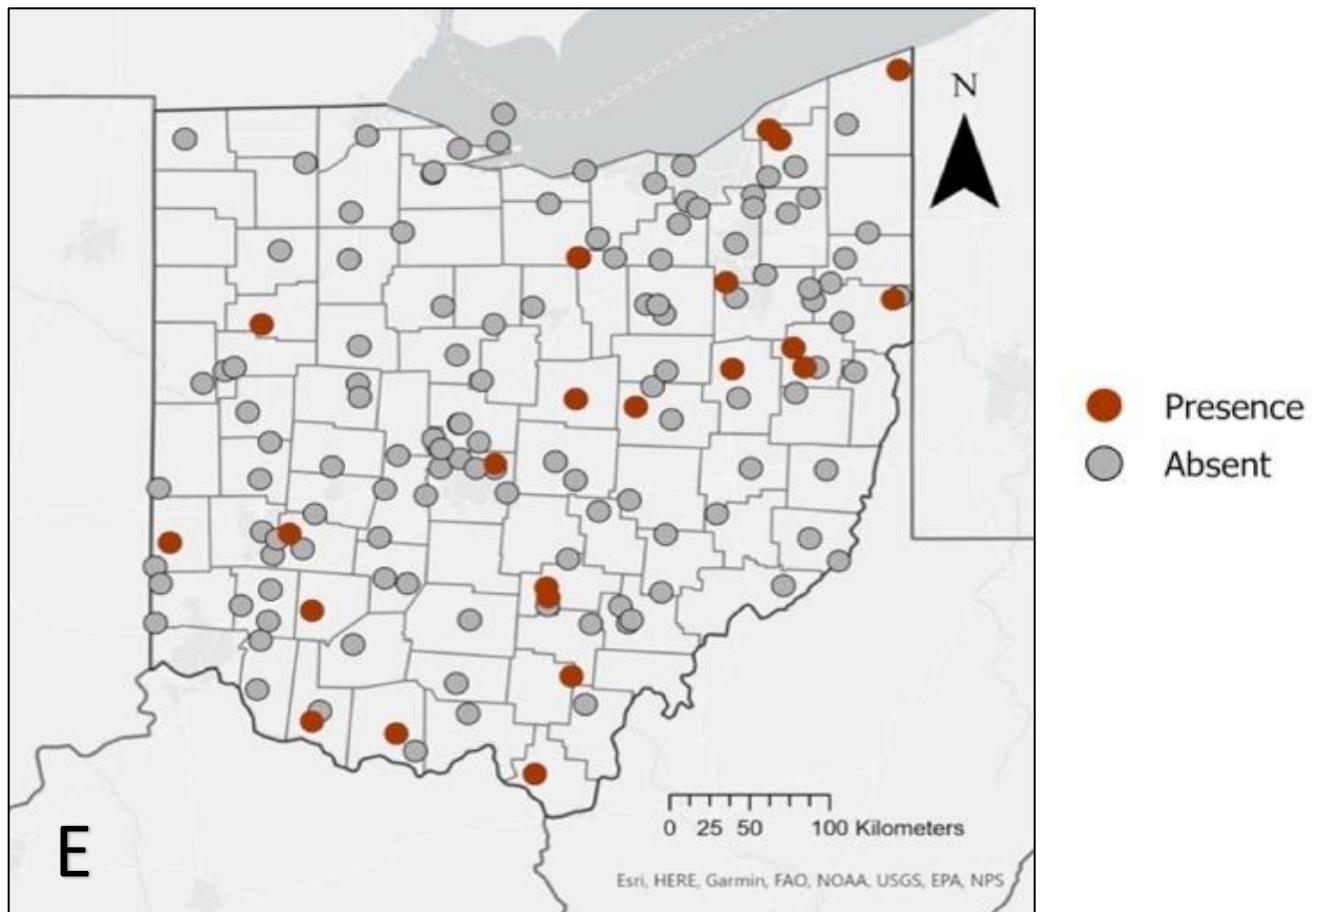 N
Presence
Absent
0 25 50 100 Kilometers
E
Esri, HERE, Garmin, FAO, NOAA, USGS, EPA, NPS